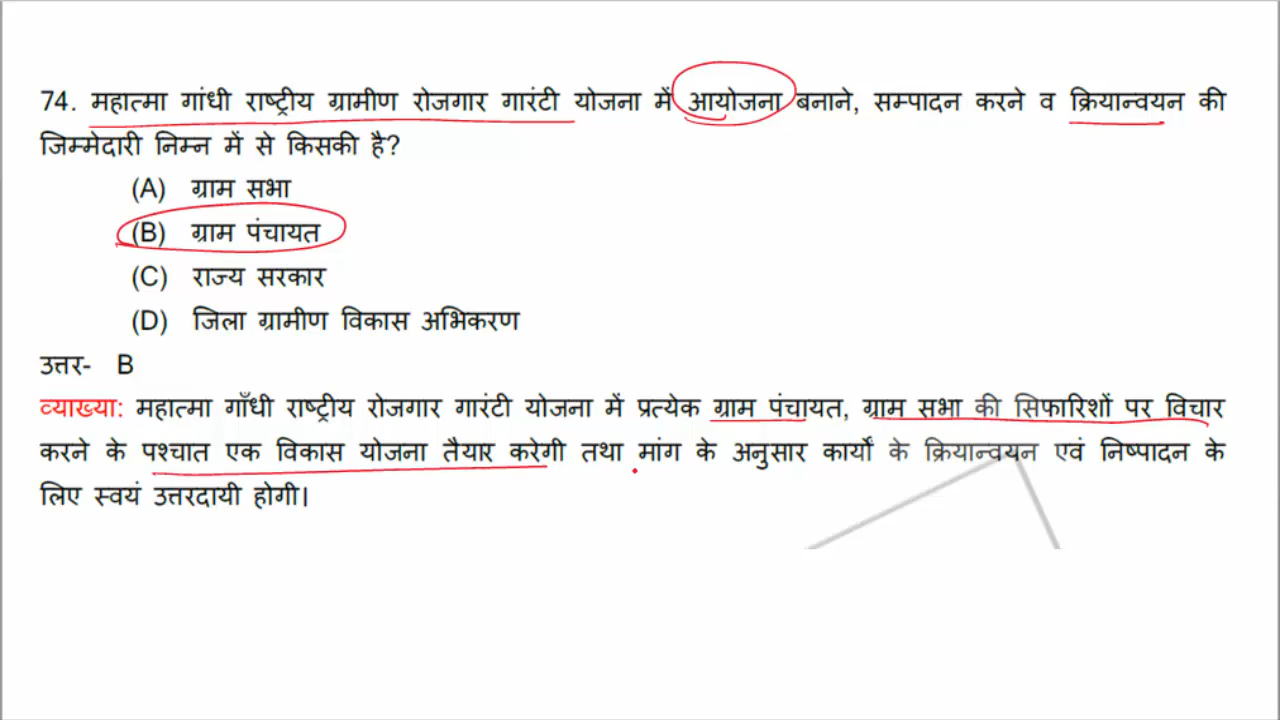 74. महात्मा गांधी राष्ट्रीय ग्रामीण रोजगार गारंटी योजना में आयोजना बनाने, सम्पादन करने व क्रियान्वयन की
जिम्मेदारी निम्न में से किसकी है?
(A) ग्राम सभा
(B) ग्राम पंचायत
(C) राज्य सरकार
(D) जिला ग्रामीण विकास अभिकरण
उत्तर- B
व्याख्या: महात्मा गाँधी राष्ट्रीय रोजगार गारंटी योजना में प्रत्येक ग्राम पंचायत, ग्राम सभा की सिफारिशों पर विचार
करने के पश्चात एक विकास योजना तैयार करेगी तथा मांग के अनुसार कार्यों के क्रियान्वयन एवं निष्पादन के
लिए स्वयं उत्तरदायी होगी।